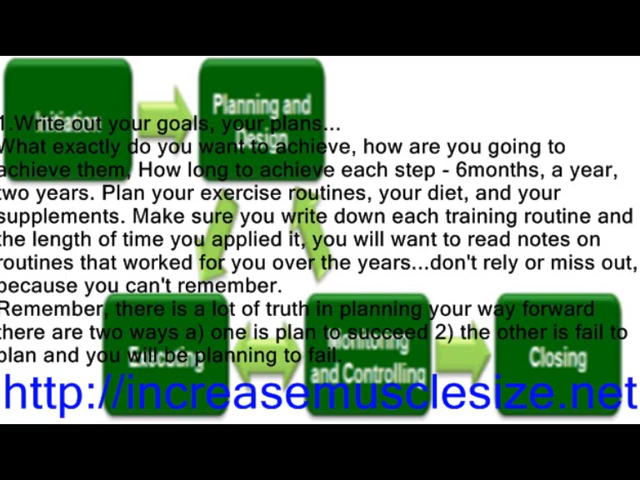 Initiation
Planning and
Design
1.Write out your goals, your plans...
What exactly do you want to achieve, how are you going to
achieve them, How long to achieve each step - 6months, a year,
two years. Plan your exercise routines, your diet, and your
supplements. Make sure you write down each training routine and
the length of time you applied it, you will want to read notes on
routines that worked for you over the years...don't rely or miss out,
because you can't remember.
Remember, there is a lot of truth in planning your way forward
there are two ways a) one is plan to succeed 2) the other is fail to
plan and you will be planning to fail.
Executing
Monitoring
and Controlling
Closing
http://increasemusclesize.net